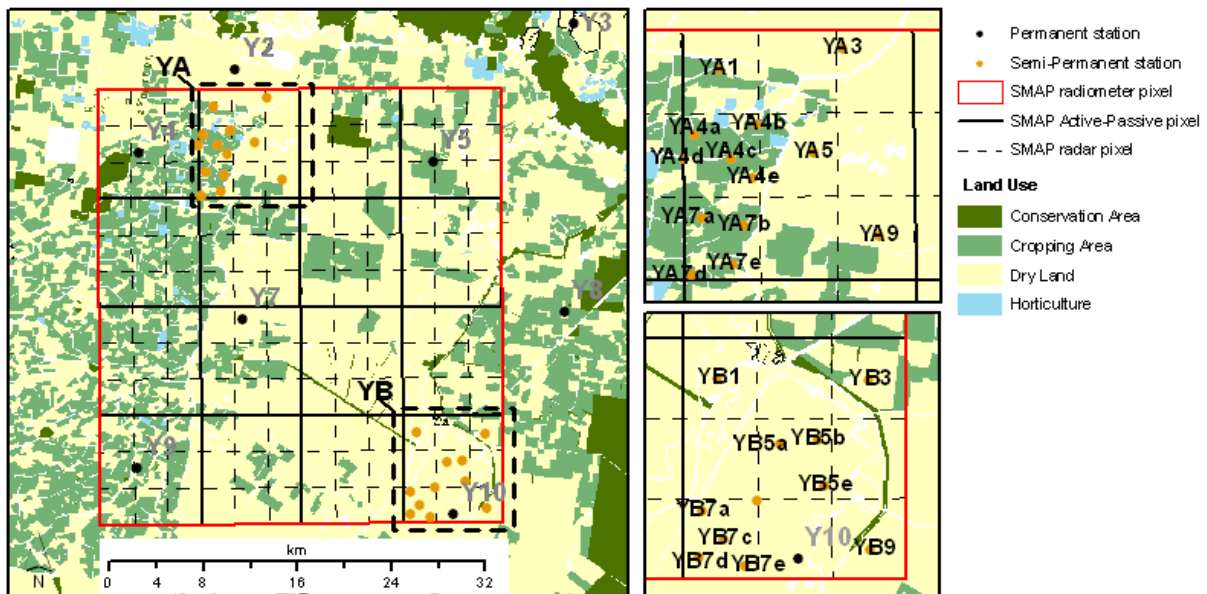 Y2
Y3
YA
Y4
Y5
Y7
Y8
YB
Y9
Y10
km
N
0 4 8 16 24 32
YA3
YA1
YA4b
YA4a
YA4c
YA5
YA4d
YA4e
YA7a
YA7b
YA9
YA7e
YA7d
YB1
YB3
YB5a
YB5b
YB5e
YB7a
YB7c
Y10
YB9
YB7d
YB7e
Permanent station
Semi-Permanent station
SMAP radiometer pixel
SMAP Active-Passive pixel
SMAP radar pixel
Land Use
Conservation Area
Cropping Area
Dry Land
Horticulture